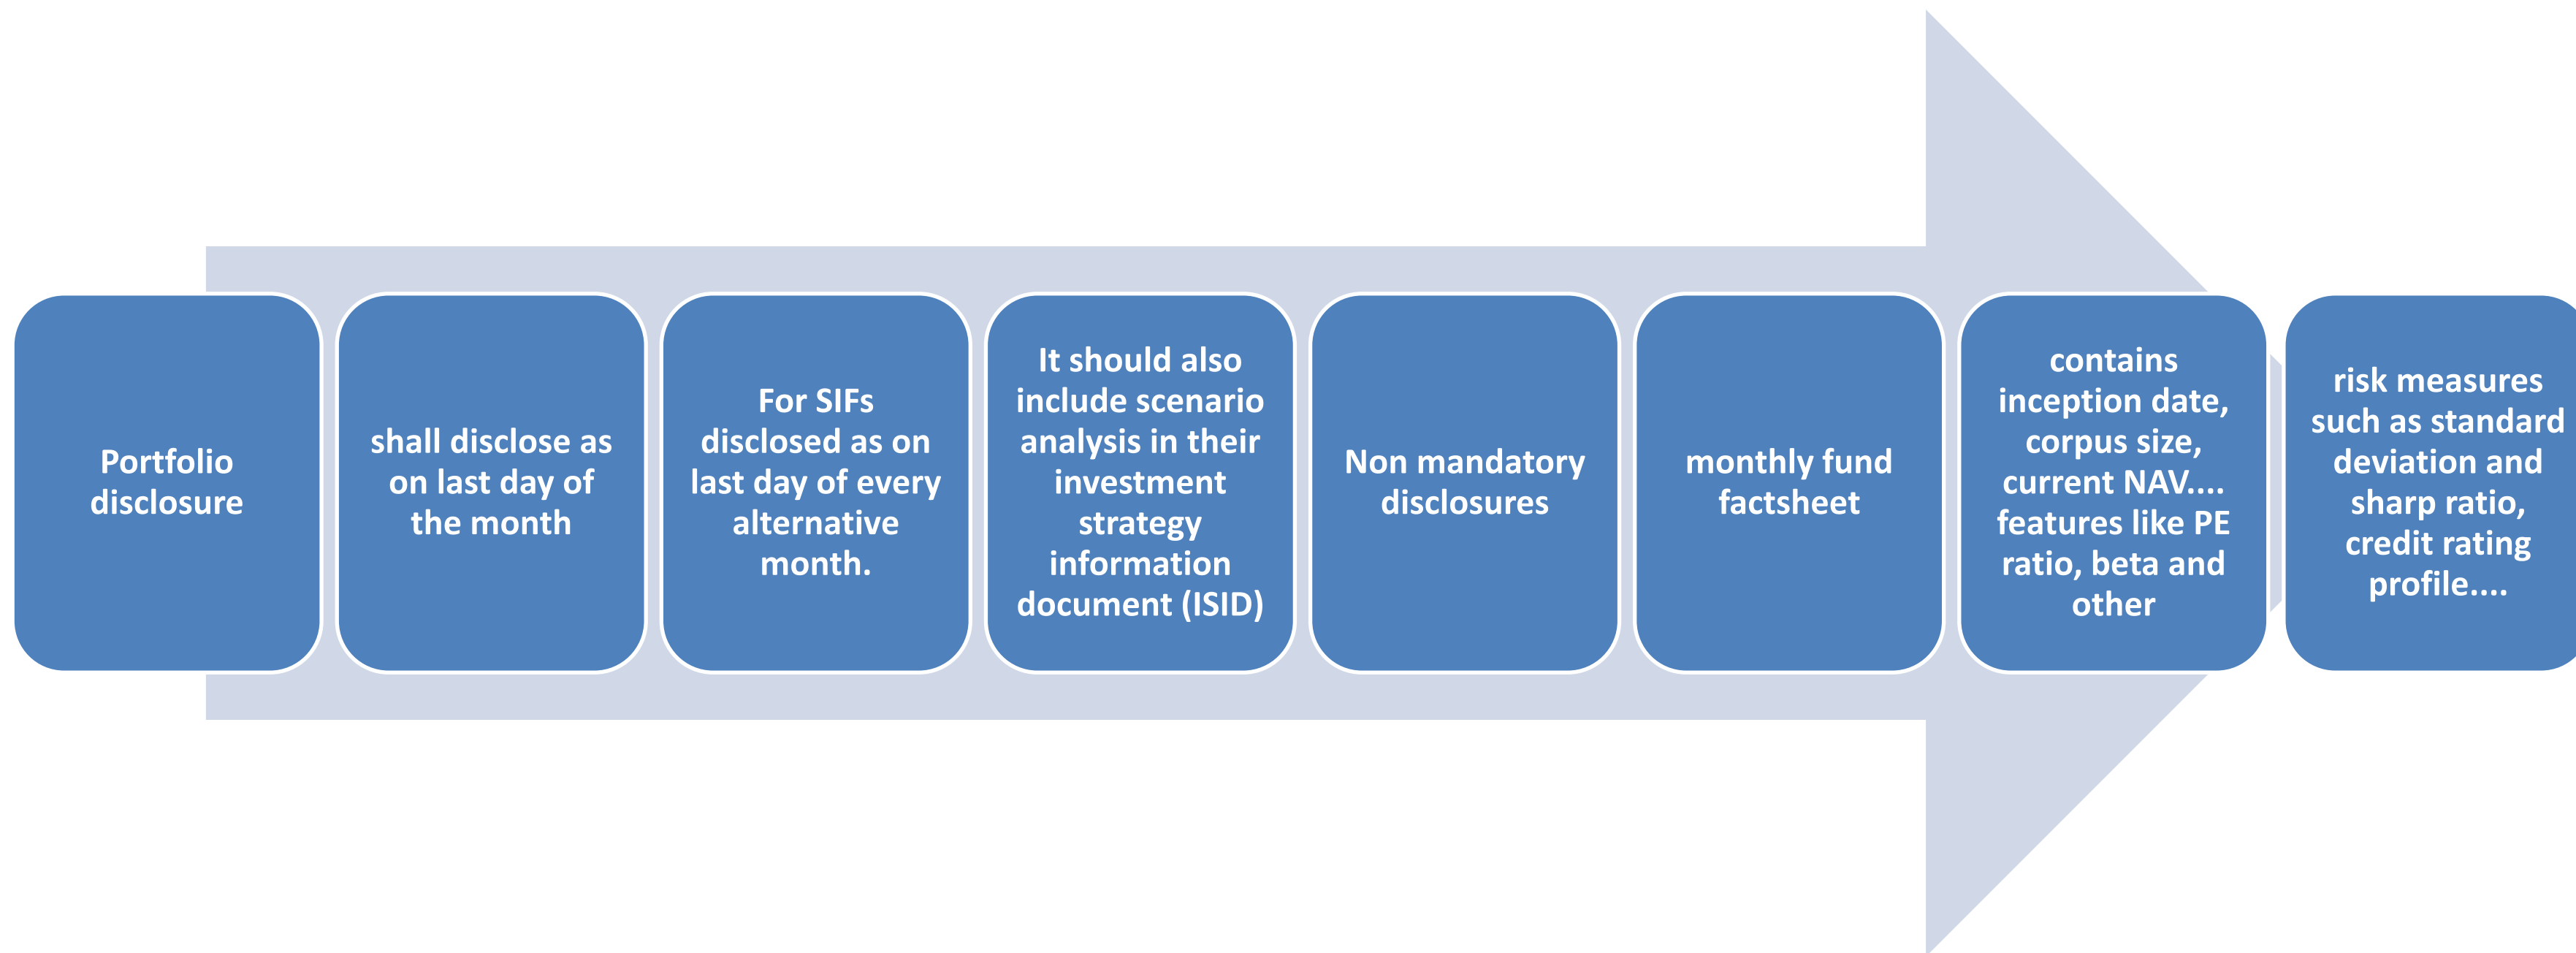 Portfolio
disclosure
shall disclose as
on last day of
the month
For SIFs
disclosed as on
last day of every
alternative
month.
It should also
include scenario
analysis in their
investment
strategy
information
document (ISID)
Non mandatory
disclosures
monthly fund
factsheet
contains
inception date,
corpus size,
current NAV....
features like PE
ratio, beta and
other
risk measures
such as standard
deviation and
sharp ratio,
credit rating
profile....